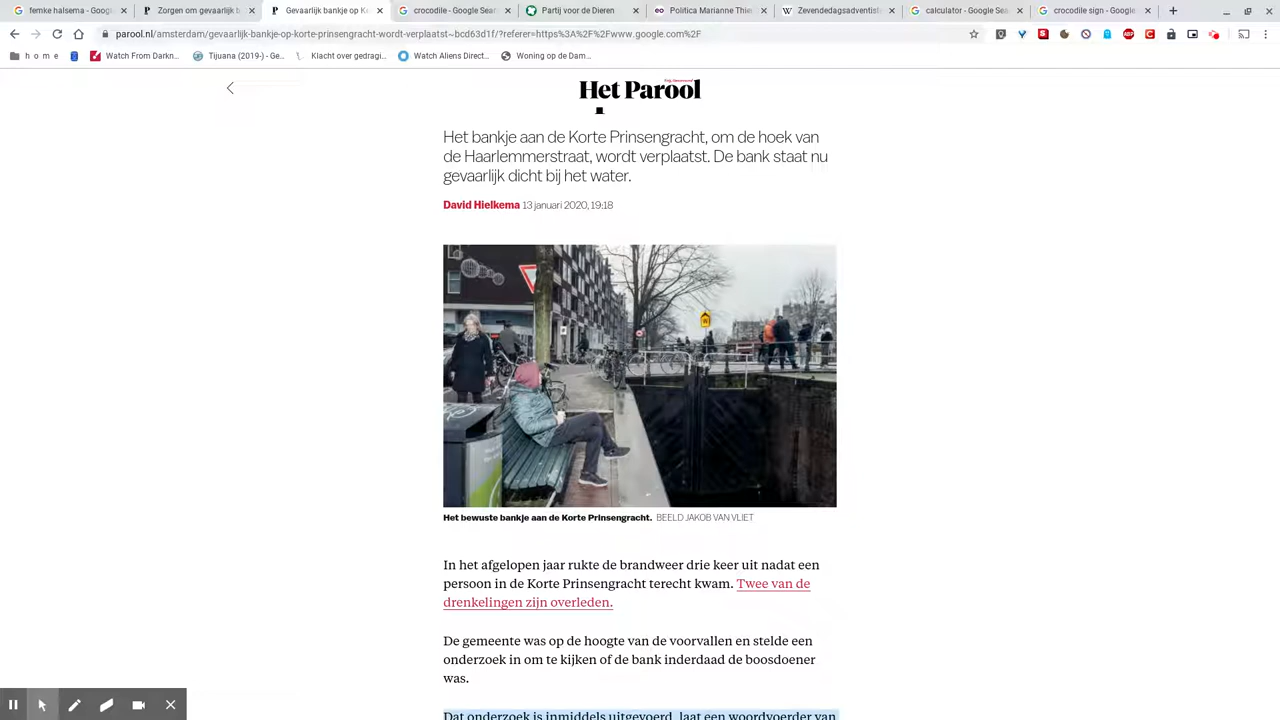 femke halsema - Goog
Zorgen om gevaarlijk b
Gevaarlijk bankje op K
crocodile - Google Sear
Partij voor de Dieren
Politica Marianne Thie
Zevendedagsadventist
calculator - Google Sea
crocodile sign - Google
parool.nl/amsterdam/gevaarlijk-bankje-op-korte-prinsengracht-wordt-verplaatst~bcd63d1f/?referer=https%3A%2F%2Fwww.google.com%2F
h o m e
Watch From Darkn...
Tijuana (2019-) - Ge...
Klacht over gedragi...
Watch Aliens Direct...
Woning op de Dam...
Het Parool
Het bankje aan de Korte Prinsengracht, om de hoek van
de Haarlemmerstraat, wordt verplaatst. De bank staat nu
gevaarlijk dicht bij het water.
David Hielkema 13 januari 2020, 19:18
Het bewuste bankje aan de Korte Prinsengracht. BEELD JAKOB VAN VLIET
In het afgelopen jaar rukte de brandweer drie keer uit nadat een
persoon in de Korte Prinsengracht terecht kwam. Twee van de
drenkelingen zijn overleden.
De gemeente was op de hoogte van de voorvallen en stelde een
onderzoek in om te kijken of de bank inderdaad de boosdoener
was.
Dat onderzoek is inmiddels uitgevoerd, laat een woordvoerder van